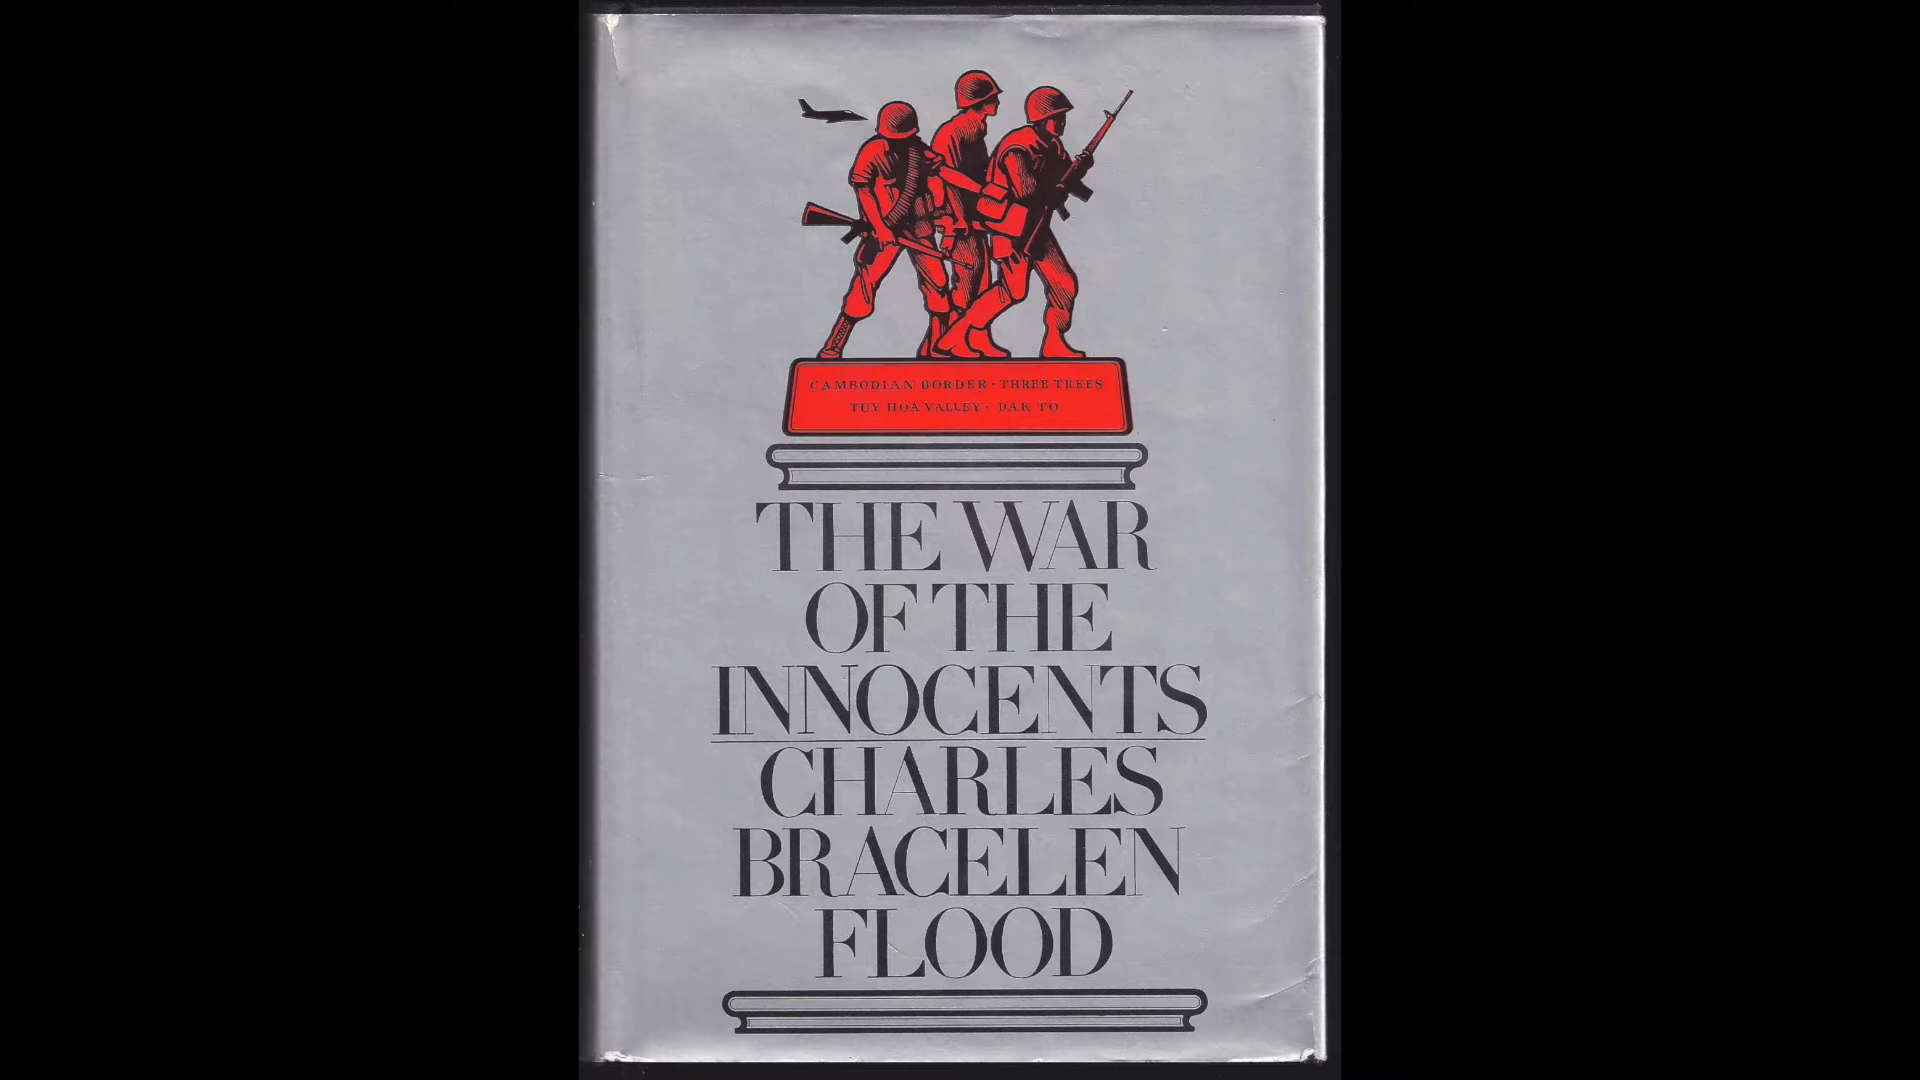 CAMBODIAN BORDER · THREE TREES
TUY HOA VALLEY · DAK TO
THE WAR
OF THE
INNOCENTS
CHARLES
BRACELEN
FLOOD